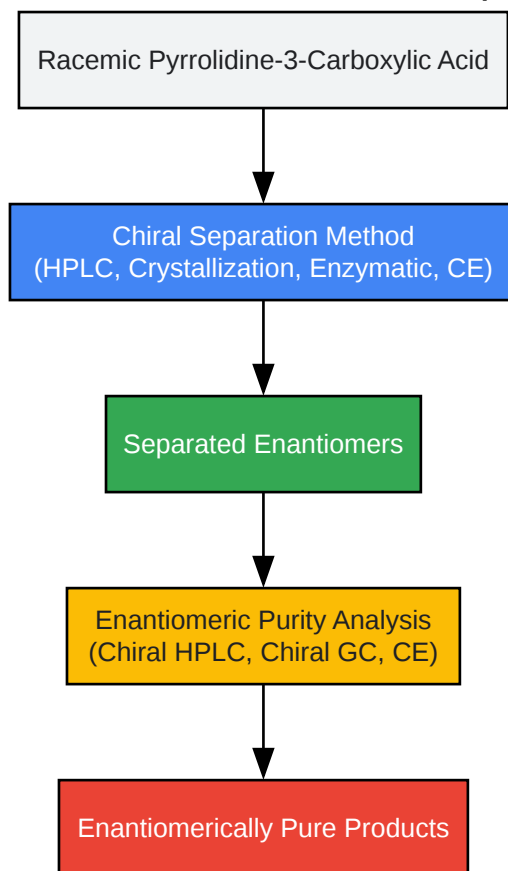 Racemic Pyrrolidine-3-Carboxylic Acid
Chiral Separation Method
(HPLC, Crystallization, Enzymatic, CE)
Separated Enantiomers
Enantiomeric Purity Analysis
(Chiral HPLC, Chiral GC, CE)
Enantiomerically Pure Products